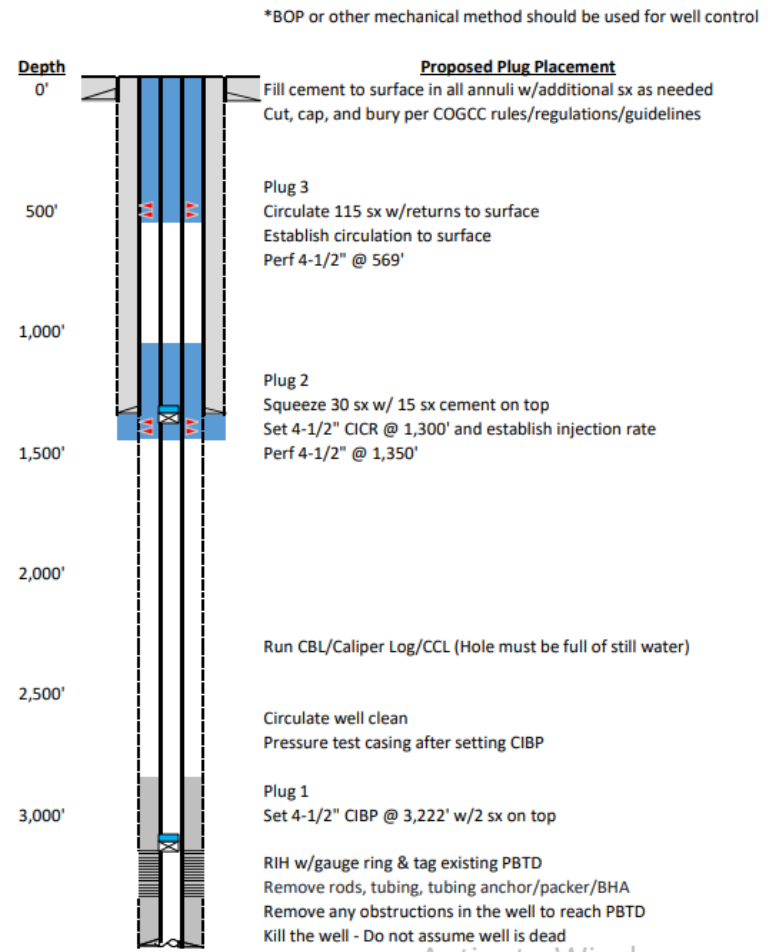 *BOP or other mechanical method should be used for well control
Depth
Proposed Plug Placement
0'
Fill cement to surface in all annuli w/additional sx as needed
Cut, cap, and bury per COGCC rules/regulations/guidelines
Plug 3
500'
Circulate 115 sx w/returns to surface
Establish circulation to surface
Perf 4-1/2" @ 569'
1,000'
Plug 2
Squeeze 30 sx w/ 15 sx cement on top
Set 4-1/2" CICR @ 1,300' and establish injection rate
1,500'
Perf 4-1/2" @ 1,350'
2,000'
Run CBL/Caliper Log/CCL (Hole must be full of still water)
2,500'
Circulate well clean
Pressure test casing after setting CIBP
Plug 1
3,000'
Set 4-1/2" CIBP @ 3,222' w/2 sx on top
RIH w/gauge ring & tag existing PBTD
Remove rods, tubing, tubing anchor/packer/BHA
Remove any obstructions in the well to reach PBTD
Kill the well - Do not assume well is dead